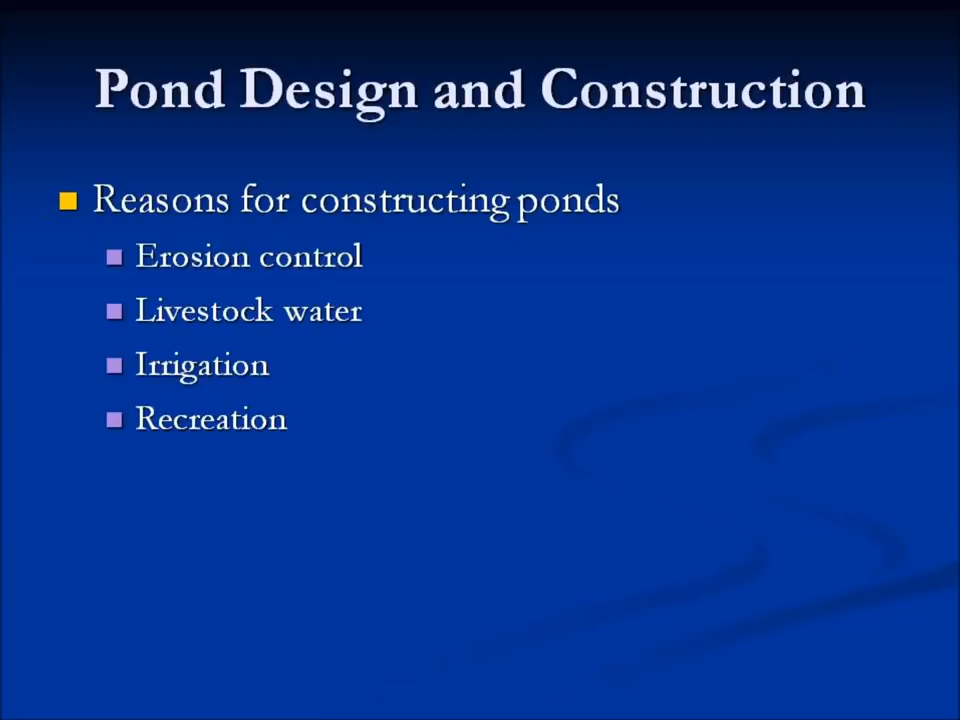 Pond Design and Construction
Reasons for constructing ponds
Erosion control
Livestock water
Irrigation
Recreation